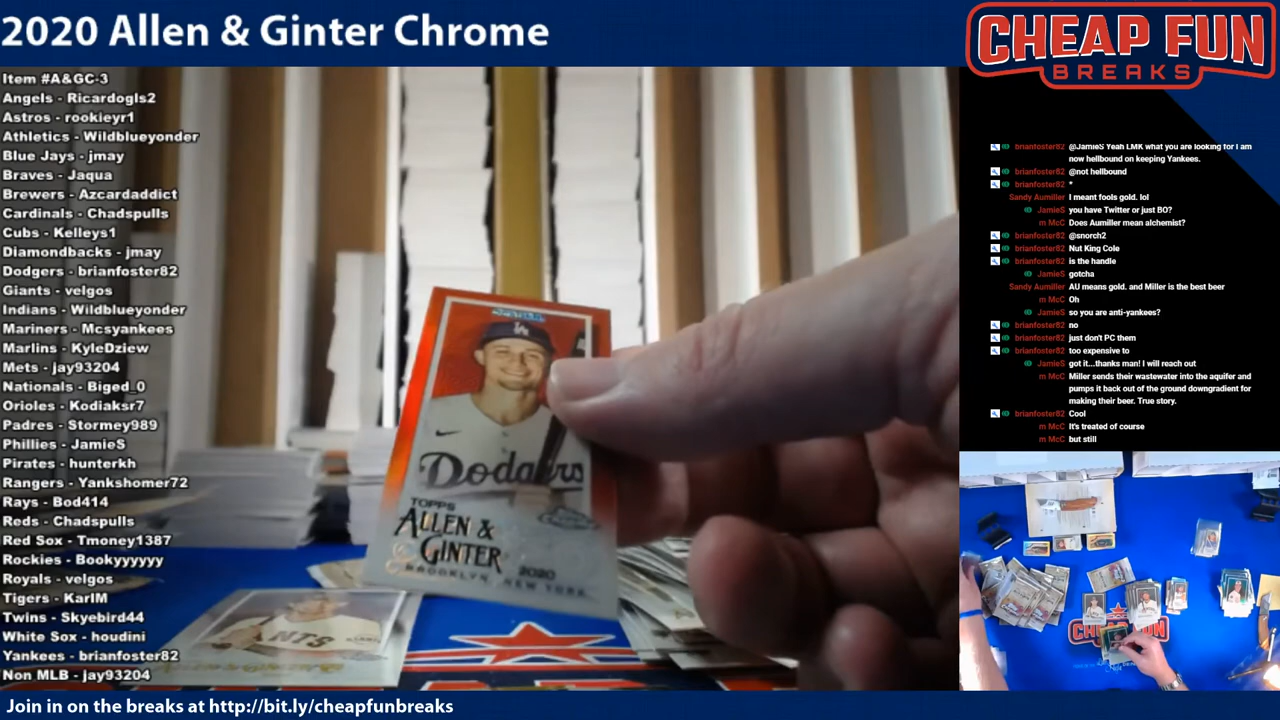 2020 Allen & Ginter Chrome
CHEAP FUN
BREAKS
Item #A&GC-3
Angels - Ricardogls2
Astros - rookieyr1
Athletics - Wildblueyonder
Blue Jays - jmay
Braves - Jaqua
Brewers - Azcardaddict
Cardinals - Chadspulls
Cubs - Kelleys1
Diamondbacks - jmay
Dodgers - brianfoster82
Giants - velgos
Indians - Wildblueyonder
Mariners - Mcsyankees
Marlins - KyleDziew
Mets - jay93204
Nationals - Biged_0
Orioles - Kodiaksr7
Padres - Stormey989
Phillies - JamieS
Pirates - hunterkh
Rangers - Yankshomer72
Rays - Bod414
Reds - Chadspulls
Red Sox - Tmoney1387
Rockies - Bookyyyyyy
Royals - velgos
Tigers - KarlM
Twins - Skyebird44
White Sox - houdini
Yankees - brianfoster82
Non MLB - jay93204
LA
Dodgers
TOPPS
ALLEN &
GINTER
2020
BROOKLYN, NEW YORK
NTS
brianfoster82 @JamieS Yeah LMK what you are looking for I am
now hellbound on keeping Yankees.
brianfoster82 @not hellbound
brianfoster82 *
Sandy Aumiller I meant fools gold. lol
JamieS you have Twitter or just BO?
m McC Does Aumiller mean alchemist?
brianfoster82 @snorch2
brianfoster82 Nut King Cole
brianfoster82 is the handle
JamieS gotcha
Sandy Aumiller AU means gold. and Miller is the best beer
m McC Oh
JamieS so you are anti-yankees?
brianfoster82 no
brianfoster82 just don't PC them
brianfoster82 too expensive to
JamieS got it...thanks man! I will reach out
m McC Miller sends their wastewater into the aquifer and
pumps it back out of the ground downgradient for
making their beer. True story.
brianfoster82 Cool
m McC It's treated of course
m McC but still
CHEAP FUN
Join in on the breaks at http://bit.ly/cheapfunbreaks